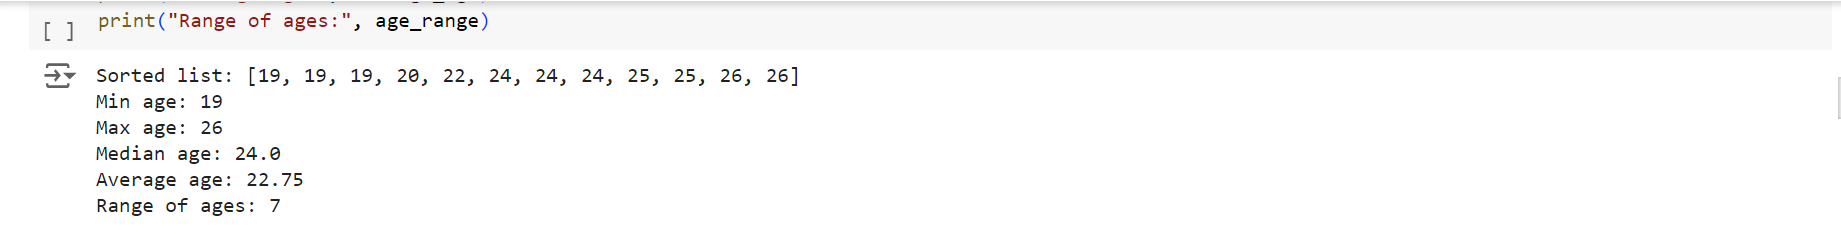 print("Range of ages:", age_range)
[ ]
Sorted list: [19, 19, 19, 20, 22, 24, 24, 24, 25, 25, 26, 26]
Min age: 19
Max age: 26
Median age: 24.0
Average age: 22.75
Range of ages: 7